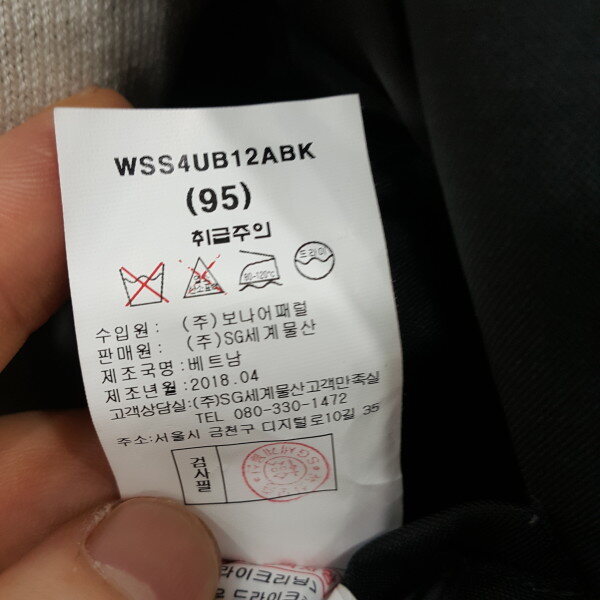 WSS4UB12ABK
(95)
취급주의
80-120℃
드라이
수입원 : (주)보나어패럴
판매원 : (주)SG세계물산
제조국명 : 베트남
제조년월 : 2018.04
고객상담실:(주)SG세계물산고객만족실
TEL 080-330-1472
주소:서울시 금천구 디지털로10길 35
검사필